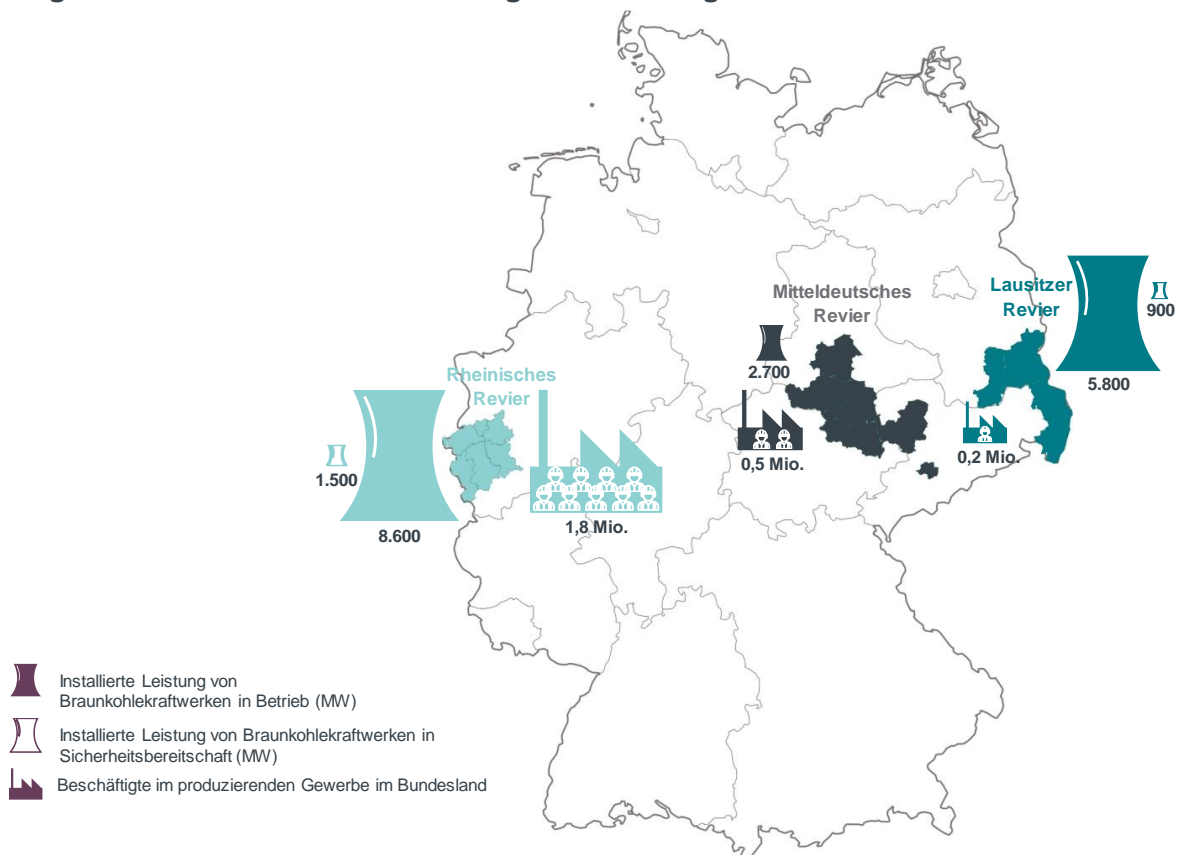 Mitteldeutsches
Revier
Lausitzer
Revier
900
2.700
5.800
Rheinisches
Revier
1.500
0,5 Mio.
0,2 Mio.
1,8 Mio.
8.600
Installierte Leistung von
Braunkohlekraftwerken in Betrieb (MW)
Installierte Leistung von Braunkohlekraftwerken in
Sicherheitsbereitschaft (MW)
Beschäftigte im produzierenden Gewerbe im Bundesland